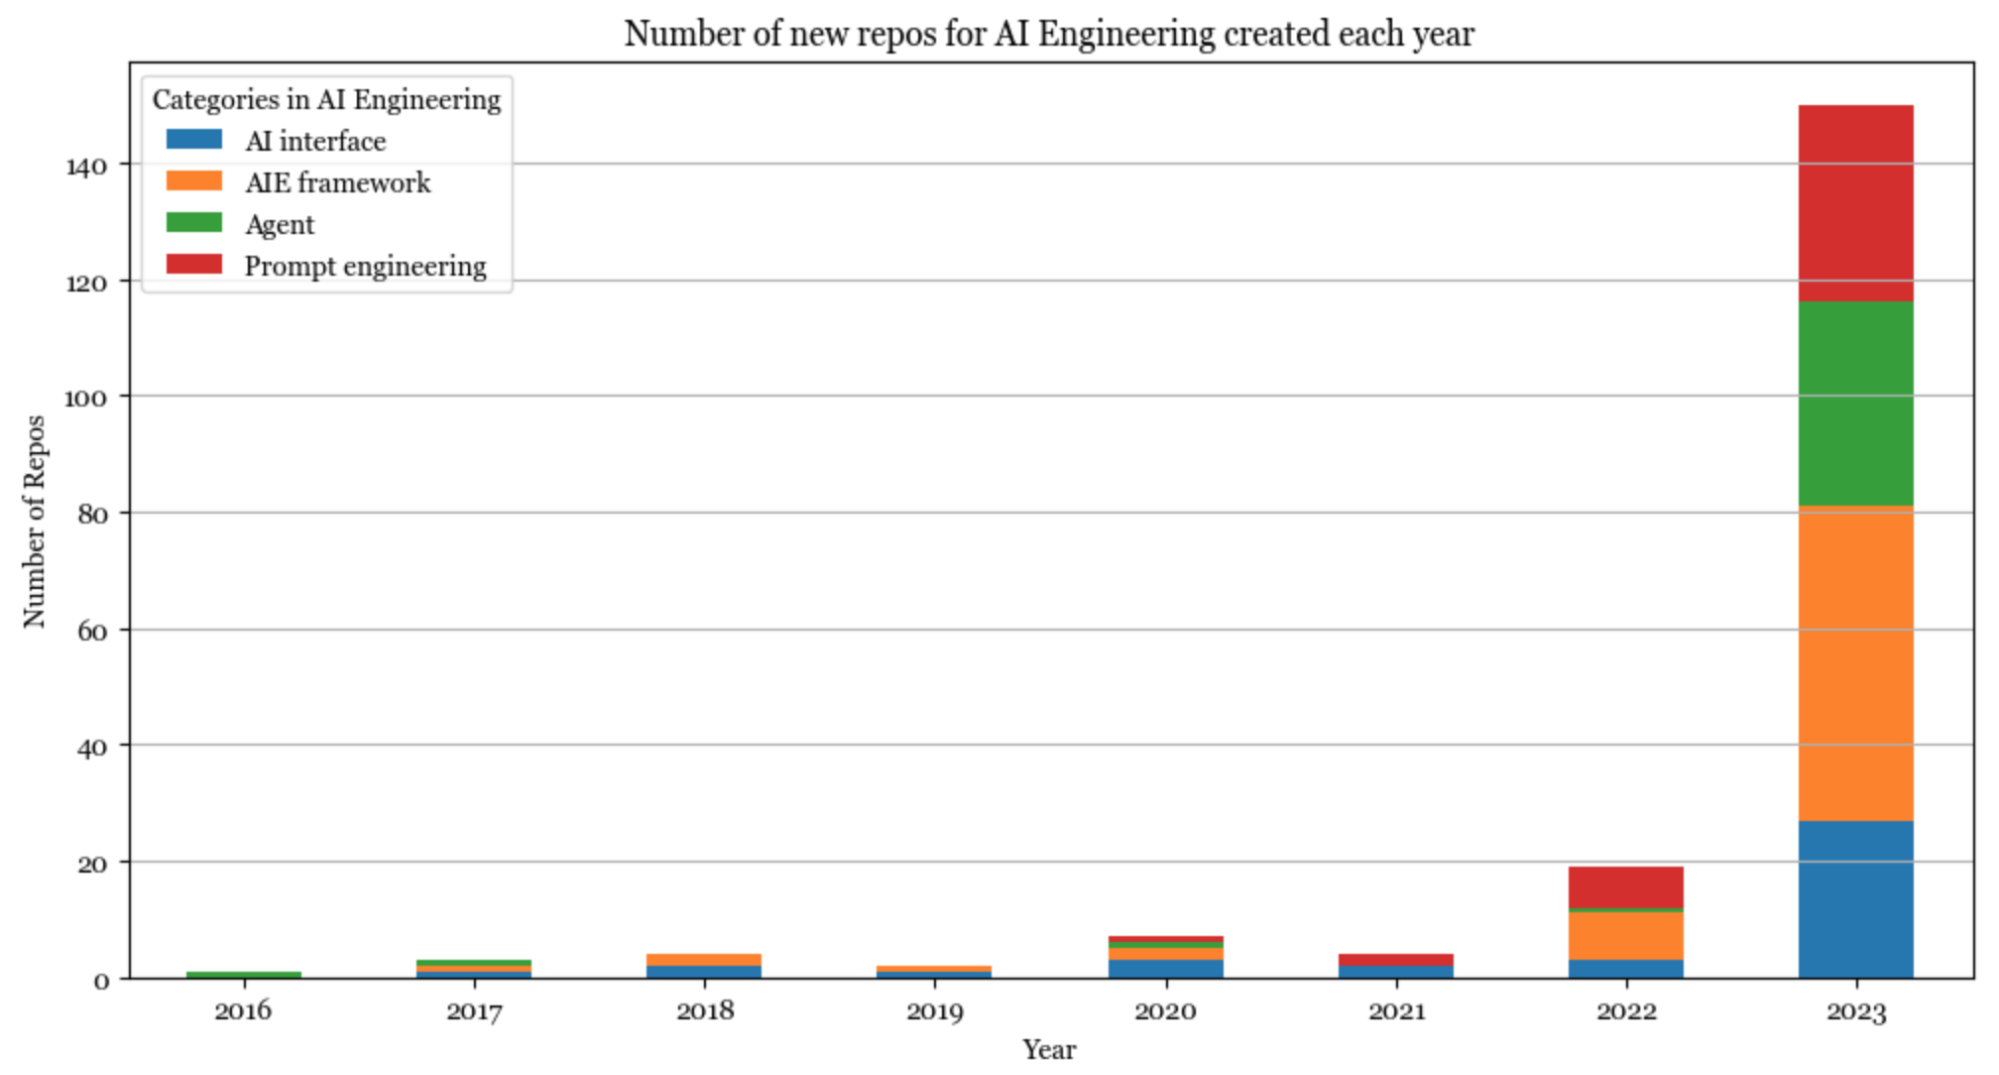 Number of new repos for AI Engineering created each year
Categories in AI Engineering
AI interface
AIE framework
Agent
Prompt engineering
Number of Repos
140
120
100
80
60
40
20
0
2016 2017 2018 2019 2020 2021 2022 2023
Year